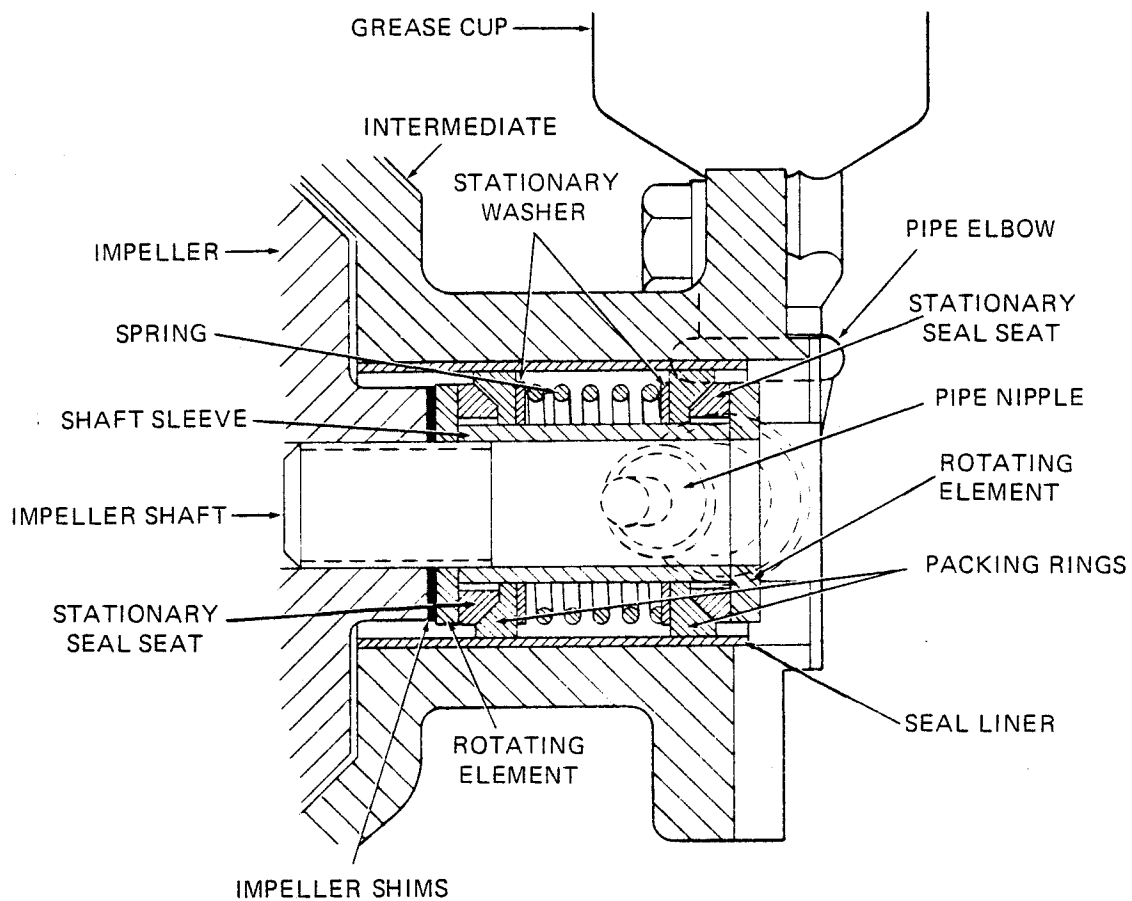 GREASE CUP
INTERMEDIATE
STATIONARY
WASHER
IMPELLER
PIPE ELBOW
SPRING
STATIONARY
SEAL SEAT
SHAFT SLEEVE
PIPE NIPPLE
IMPELLER SHAFT
ROTATING
ELEMENT
PACKING RINGS
STATIONARY
SEAL SEAT
SEAL LINER
ROTATING
ELEMENT
IMPELLER SHIMS